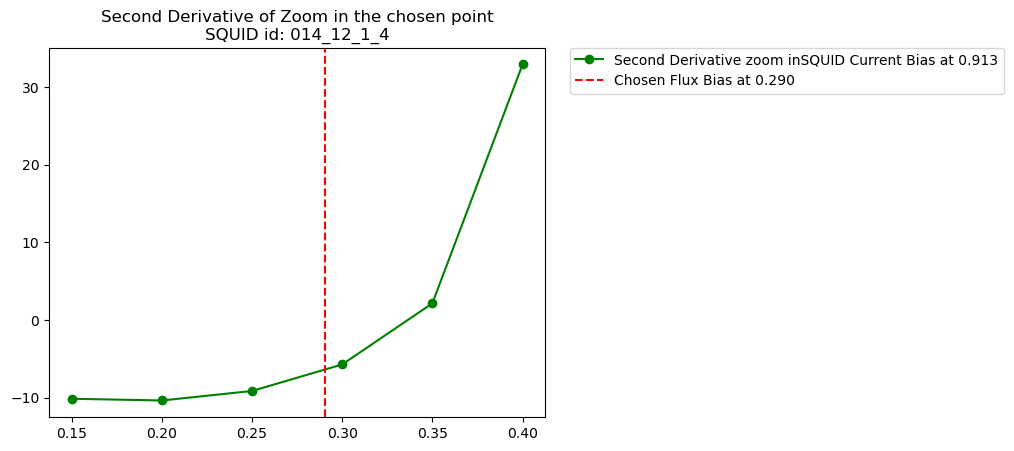 Second Derivative of Zoom in the chosen point
SQUID id: 014_12_1_4
Second Derivative zoom inSQUID Current Bias at 0.913
Chosen Flux Bias at 0.290
30
20
10
0
−10
0.15 0.20 0.25 0.30 0.35 0.40